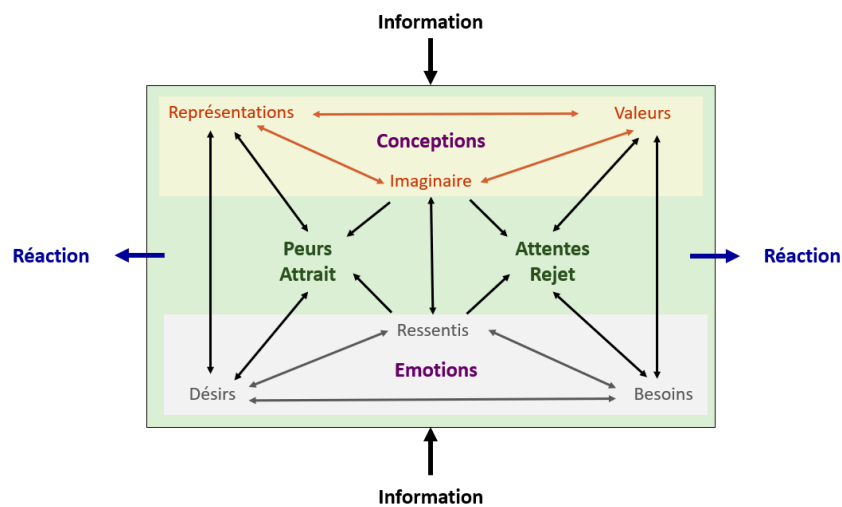 Information
Représentations
Valeurs
Conceptions
Imaginaire
Réaction
Peurs
Attrait
Attentes
Rejet
Réaction
Ressentis
Emotions
Désirs
Besoins
Information